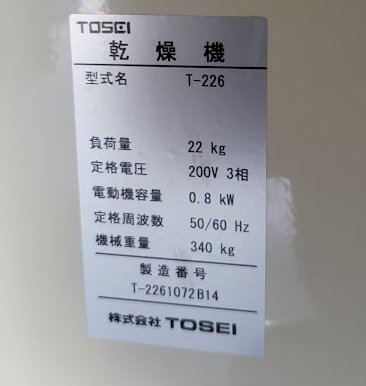 TOSEI
乾燥機
型式名 T-226
負荷量 22 kg
定格電圧 200V 3相
電動機容量 0.8 kW
定格周波数 50/60 Hz
機械重量 340 kg
製造番号
T-2261072B14
株式会社 TOSEI